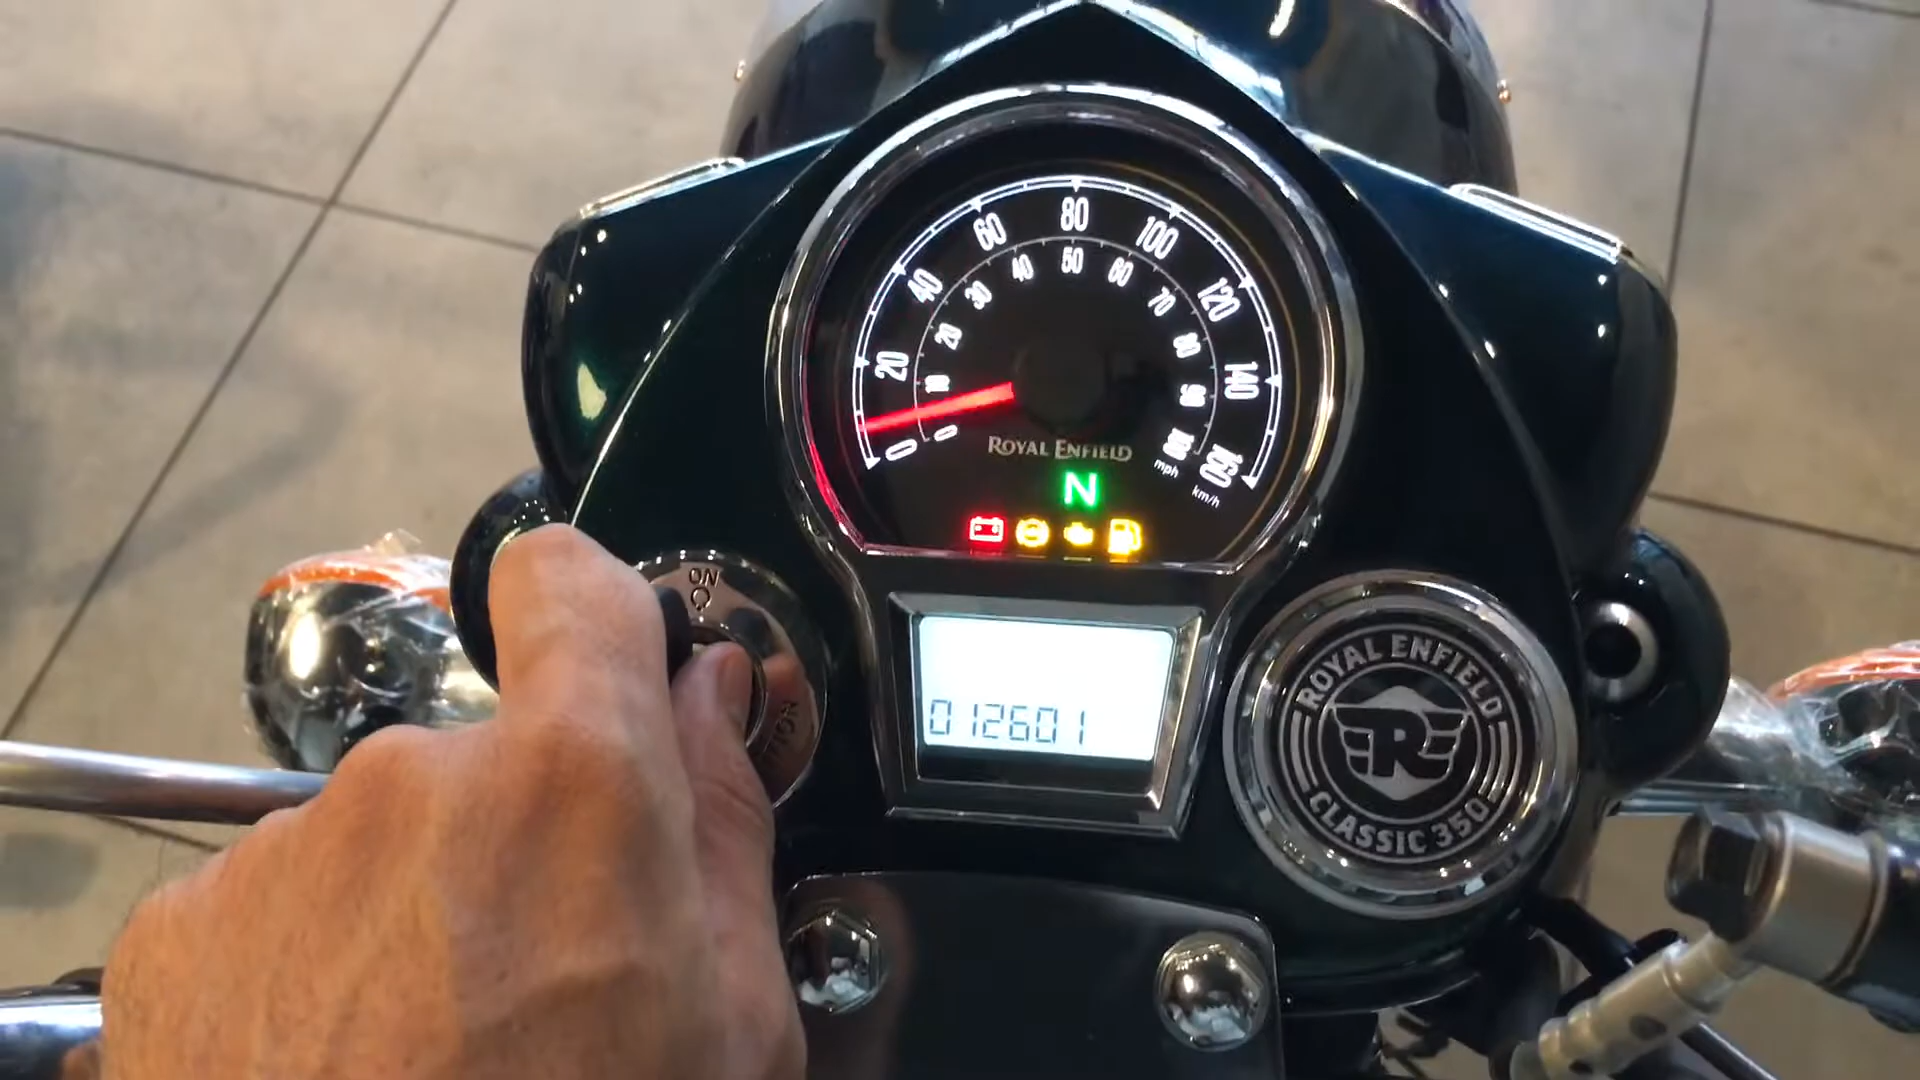 0 20 40 60 80 100 120 140 160
0 10 20 30 40 50 60 70 80 90 100
mph
km/h
ROYAL ENFIELD
N
ON
012601
ROYAL ENFIELD
R
CLASSIC 350